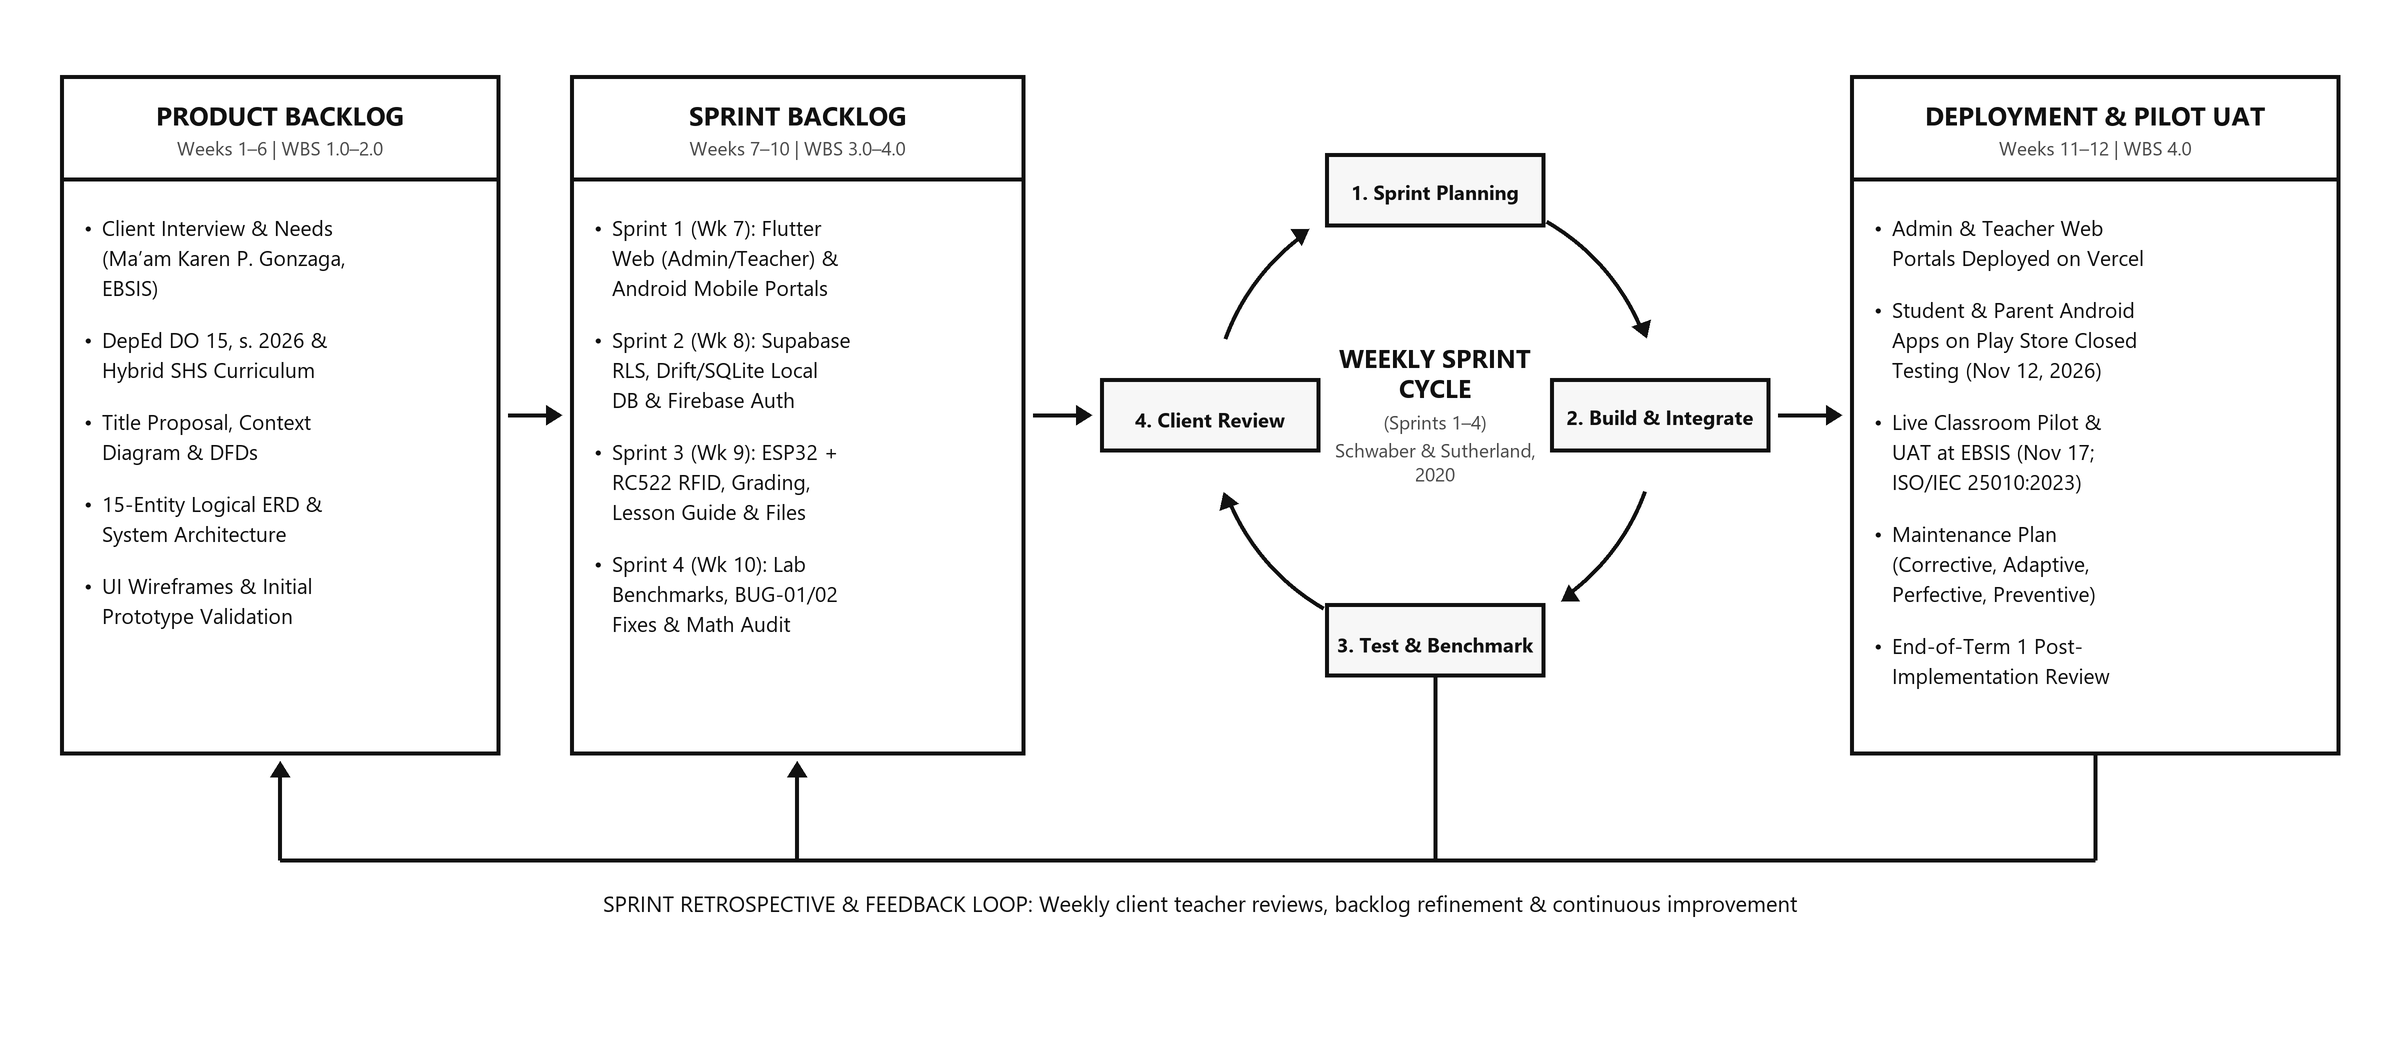 PRODUCT BACKLOG
Weeks 1–6 | WBS 1.0–2.0
• Client Interview & Needs
(Ma’am Karen P. Gonzaga,
EBSIS)
• DepEd DO 15, s. 2026 &
Hybrid SHS Curriculum
• Title Proposal, Context
Diagram & DFDs
• 15-Entity Logical ERD &
System Architecture
• UI Wireframes & Initial
Prototype Validation
SPRINT BACKLOG
Weeks 7–10 | WBS 3.0–4.0
• Sprint 1 (Wk 7): Flutter
Web (Admin/Teacher) &
Android Mobile Portals
• Sprint 2 (Wk 8): Supabase
RLS, Drift/SQLite Local
DB & Firebase Auth
• Sprint 3 (Wk 9): ESP32 +
RC522 RFID, Grading,
Lesson Guide & Files
• Sprint 4 (Wk 10): Lab
Benchmarks, BUG-01/02
Fixes & Math Audit
1. Sprint Planning
WEEKLY SPRINT
CYCLE
(Sprints 1–4)
Schwaber & Sutherland,
2020
2. Build & Integrate
3. Test & Benchmark
4. Client Review
DEPLOYMENT & PILOT UAT
Weeks 11–12 | WBS 4.0
• Admin & Teacher Web
Portals Deployed on Vercel
• Student & Parent Android
Apps on Play Store Closed
Testing (Nov 12, 2026)
• Live Classroom Pilot &
UAT at EBSIS (Nov 17;
ISO/IEC 25010:2023)
• Maintenance Plan
(Corrective, Adaptive,
Perfective, Preventive)
• End-of-Term 1 Post-
Implementation Review
SPRINT RETROSPECTIVE & FEEDBACK LOOP: Weekly client teacher reviews, backlog refinement & continuous improvement